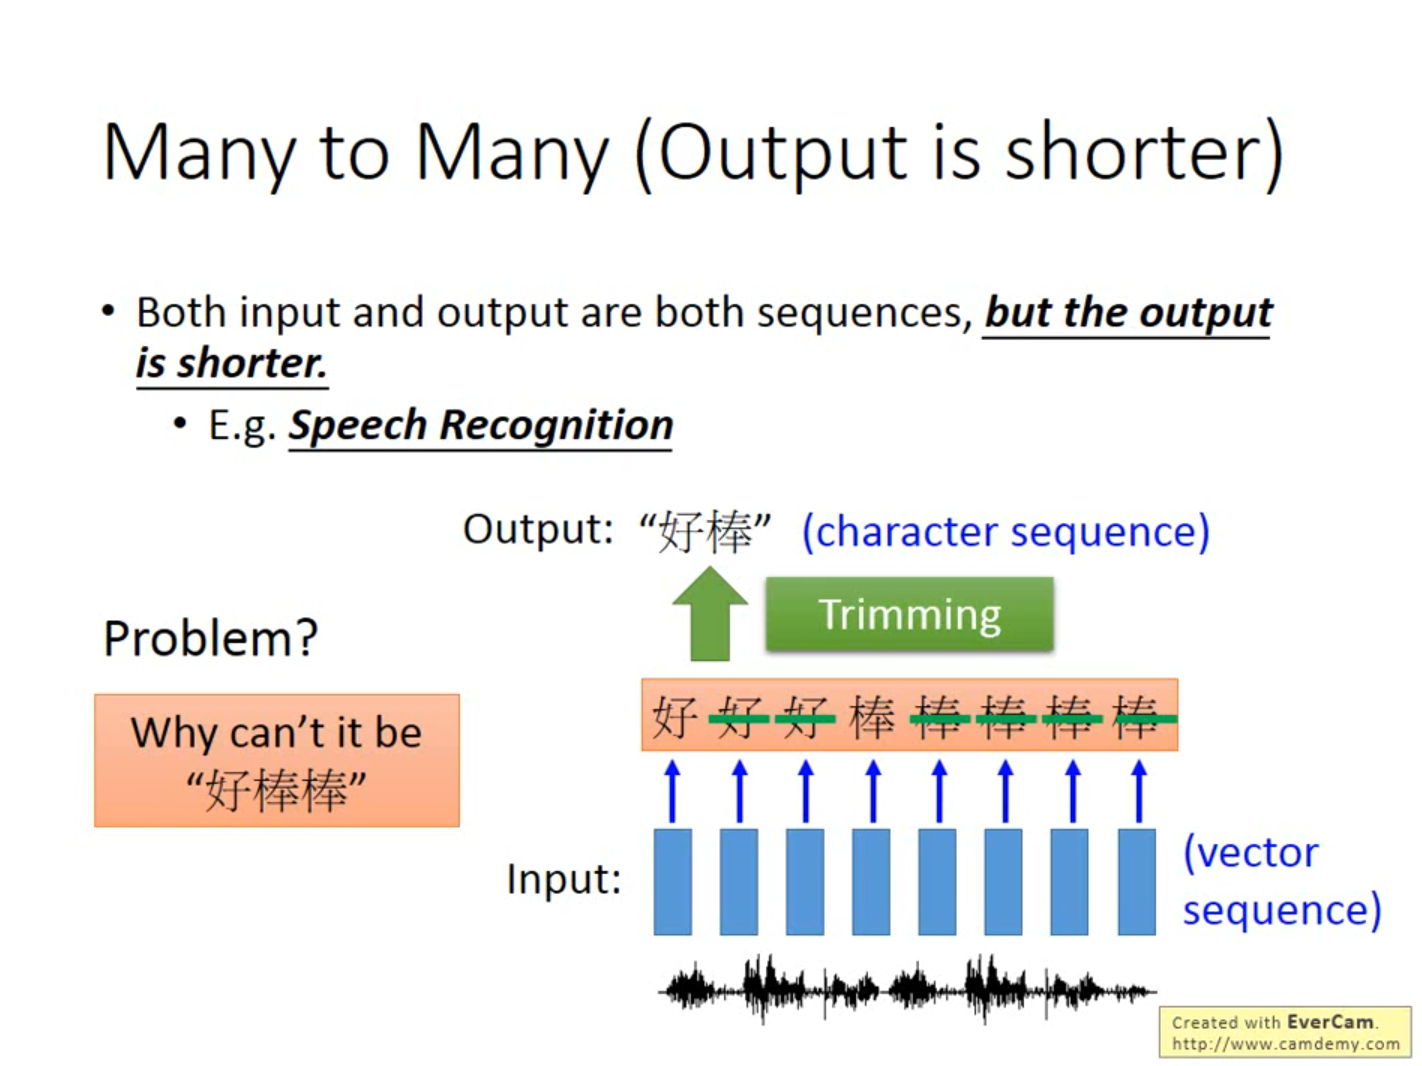 Many to Many (Output is shorter)
• Both input and output are both sequences, but the output
is shorter.
• E.g. Speech Recognition
Output: “好棒” (character sequence)
Trimming
Problem?
Why can’t it be
“好棒棒”
好 好 好 棒 棒 棒 棒 棒
Input:
(vector
sequence)
Created with EverCam.
http://www.camdemy.com